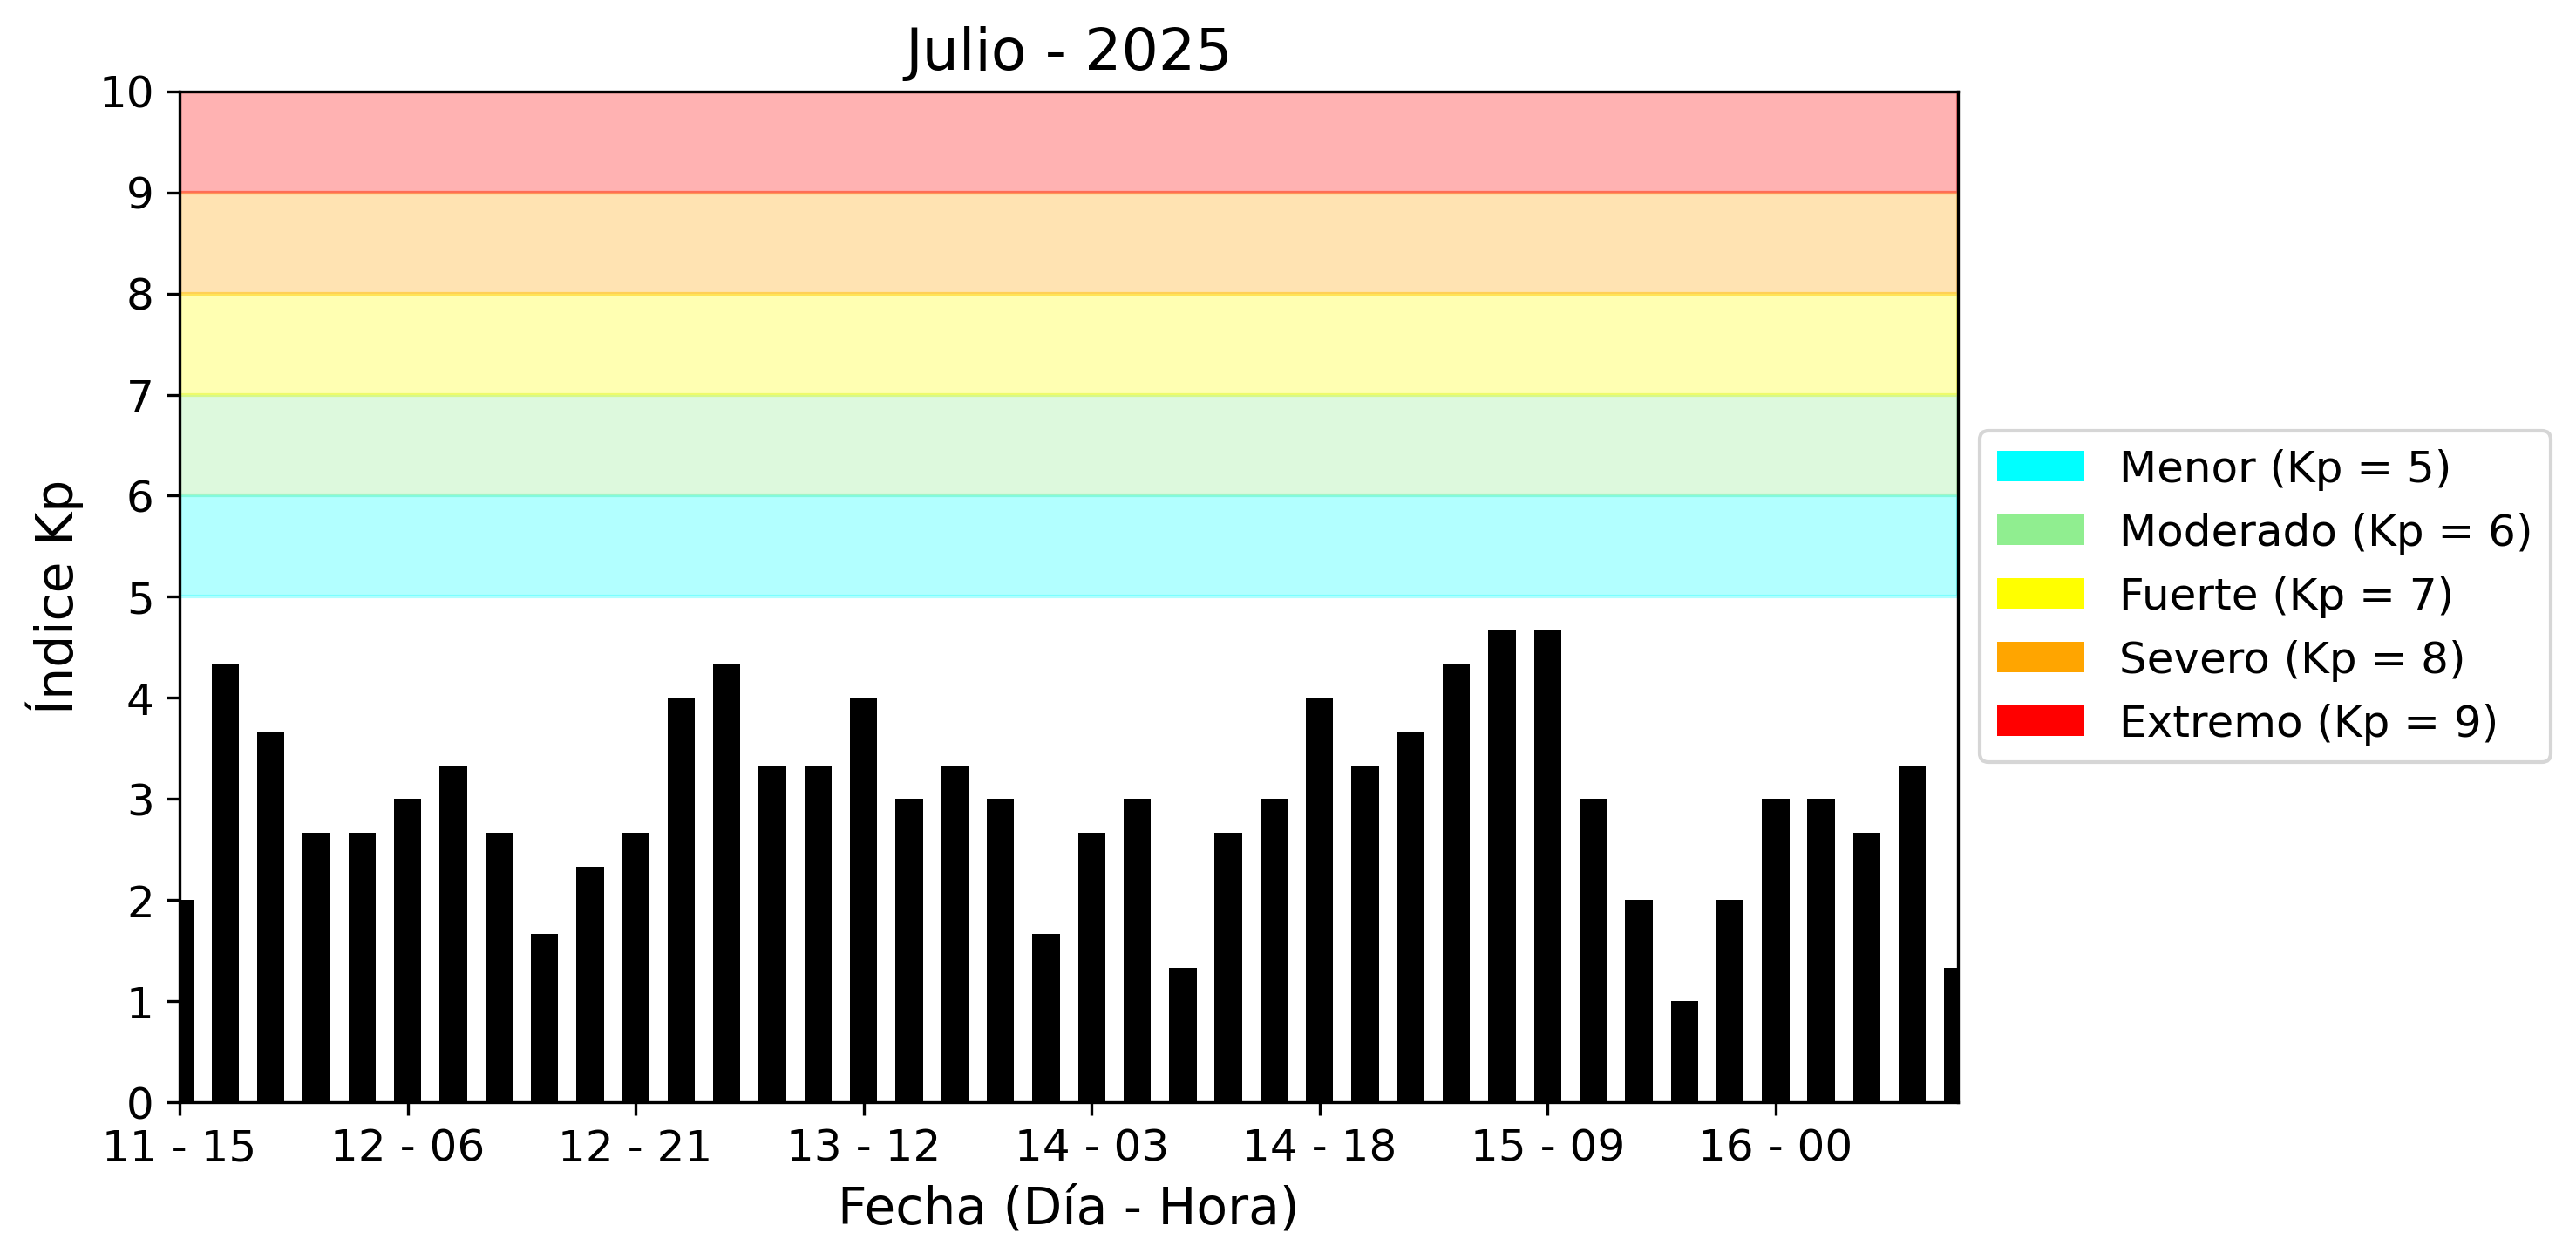 Julio - 2025
10
9
8
7
6
5
4
3
2
1
0
Índice Kp
11 - 15 12 - 06 12 - 21 13 - 12 14 - 03 14 - 18 15 - 09 16 - 00
Fecha (Día - Hora)
Menor (Kp = 5)
Moderado (Kp = 6)
Fuerte (Kp = 7)
Severo (Kp = 8)
Extremo (Kp = 9)